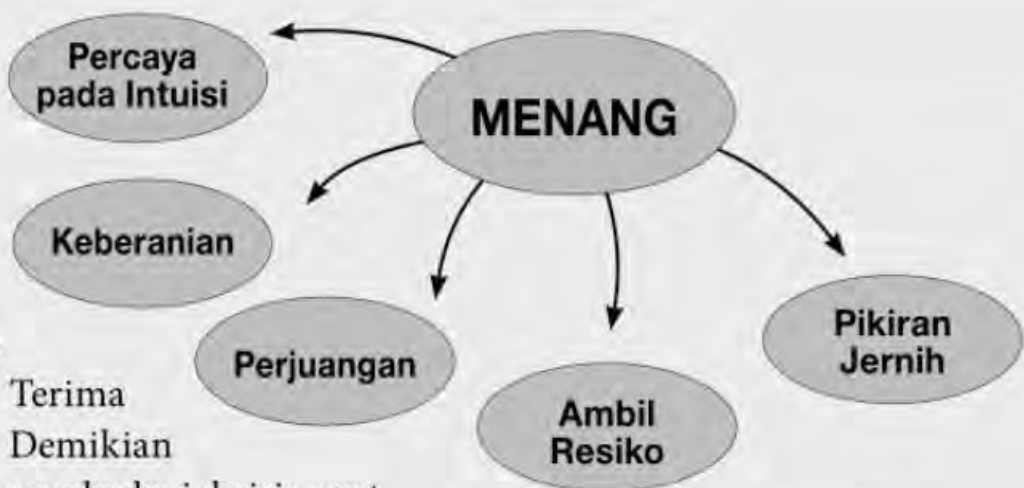 Percaya
pada Intuisi
MENANG
Keberanian
Perjuangan
Pikiran
Jernih
Ambil
Resiko
Terima
Demikian